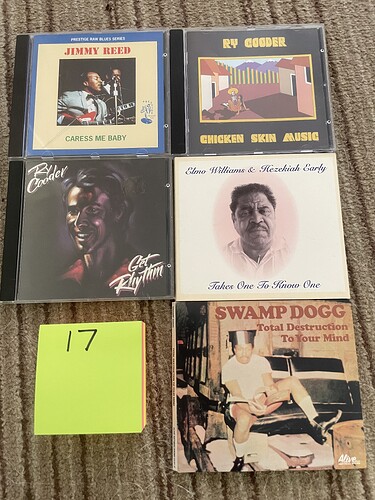 PRESTIGE RAW BLUES SERIES
JIMMY REED
CARESS ME BABY
RY COODER
CHICKEN SKIN MUSIC
Ry
Cooder
Get
Rhythm
Elmo Williams & Hezekiah Early
Takes One To Know One
17
SWAMP DOGG
Total Destruction
To Your Mind
Alive